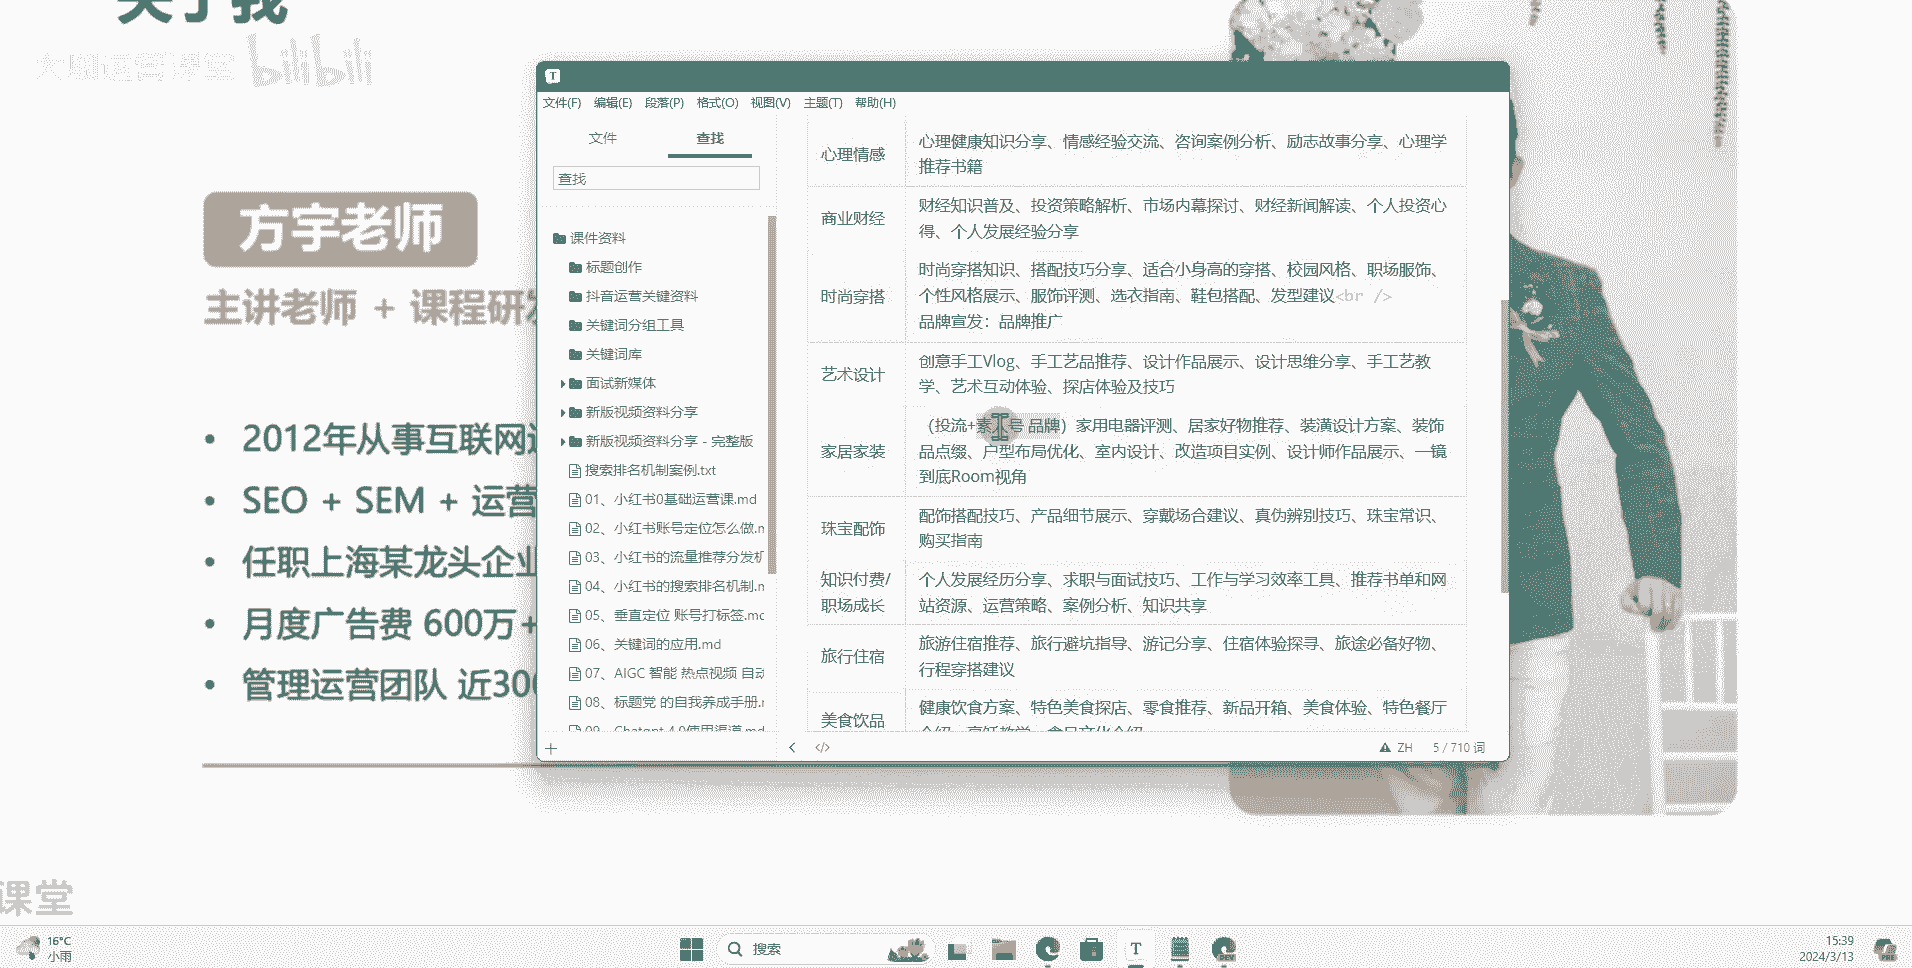 关于我
bilibili
方宇老师
主讲老师 + 课程研发
2012年从事互联网
SEO + SEM + 运营
任职上海某龙头企业
月度广告费 600万+
管理运营团队 近300
课堂
T
文件(F) 编辑(E) 段落(P) 格式(O) 视图(V) 主题(T) 帮助(H)
文件 查找
查找
课件资料
标题创作
抖音运营关键资料
关键词分组工具
关键词库
面试新媒体
新版视频资料分享
新版视频资料分享 - 完整版
搜索排名机制案例.txt
01、小红书0基础运营课.md
02、小红书账号定位怎么做.m
03、小红书的流量推荐分发机
04、小红书的搜索排名机制.m
05、垂直定位 账号打标签.md
06、关键词的应用.md
07、AIGC 智能 热点视频 自动
08、标题党 的自我养成手册.m
09、Chatgpt 4.0使用渠道.md
心理情感
心理健康知识分享、情感经验交流、咨询案例分析、励志故事分享、心理学
推荐书籍
商业财经
财经知识普及、投资策略解析、市场内幕探讨、财经新闻解读、个人投资心
得、个人发展经验分享
时尚穿搭
时尚穿搭知识、搭配技巧分享、适合小身高的穿搭、校园风格、职场服饰、
个性风格展示、服饰评测、选衣指南、鞋包搭配、发型建议<br />
品牌宣发：品牌推广
艺术设计
创意手工Vlog、手工艺品推荐、设计作品展示、设计思维分享、手工艺教
学、艺术互动体验、探店体验及技巧
家居家装
（投流+素人号 品牌）家用电器评测、居家好物推荐、装潢设计方案、装饰
品点缀、户型布局优化、室内设计、改造项目实例、设计师作品展示、一镜
到底Room视角
珠宝配饰
配饰搭配技巧、产品细节展示、穿戴场合建议、真伪辨别技巧、珠宝常识、
购买指南
知识付费/
职场成长
个人发展经历分享、求职与面试技巧、工作与学习效率工具、推荐书单和网
站资源、运营策略、案例分析、知识共享
旅行住宿
旅游住宿推荐、旅行避坑指导、游记分享、住宿体验探寻、旅途必备好物、
行程穿搭建议
美食饮品
健康饮食方案、特色美食探店、零食推荐、新品开箱、美食体验、特色餐厅
介绍、烹饪教学、食品文化介绍
ZH 5 / 710 词
16°C
小雨
搜索
T
DEV
15:39
2024/3/13
PRE